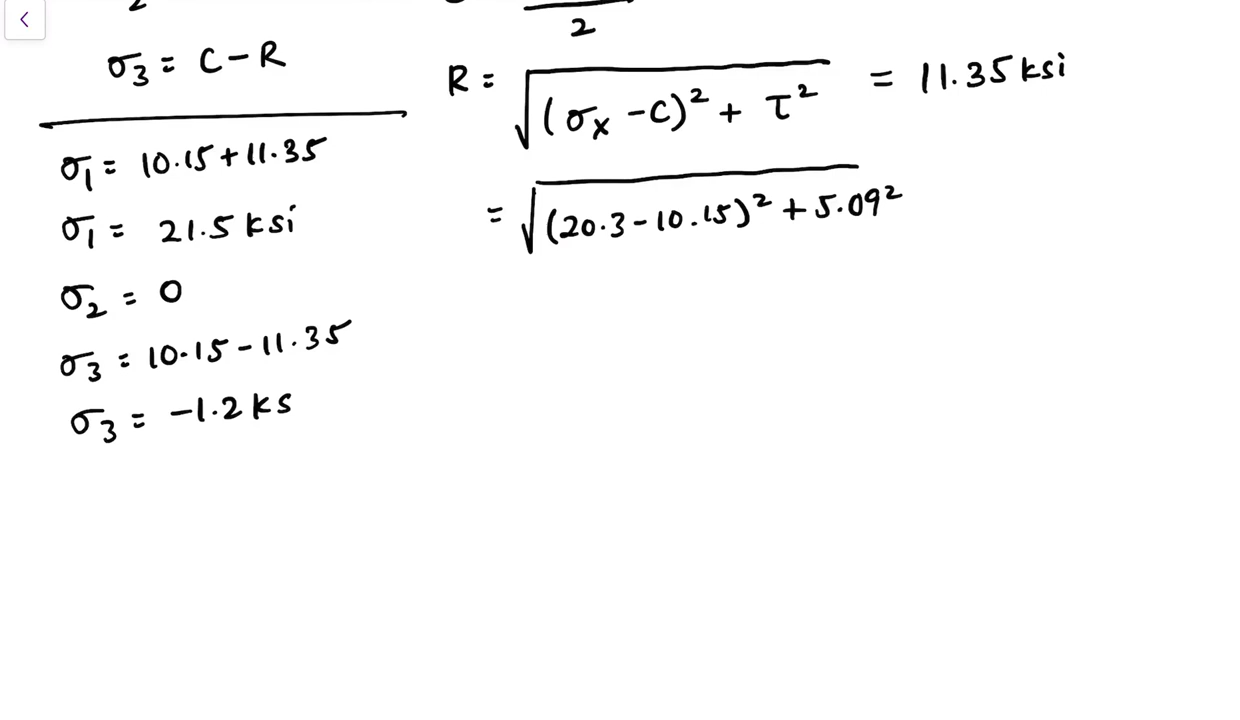 2
σ3 = C - R
R = √(σx - C)² + τ² = 11.35 ksi
σ1 = 10.15 + 11.35
= √(20.3 - 10.15)² + 5.09²
σ1 = 21.5 ksi
σ2 = 0
σ3 = 10.15 - 11.35
σ3 = -1.2 ks